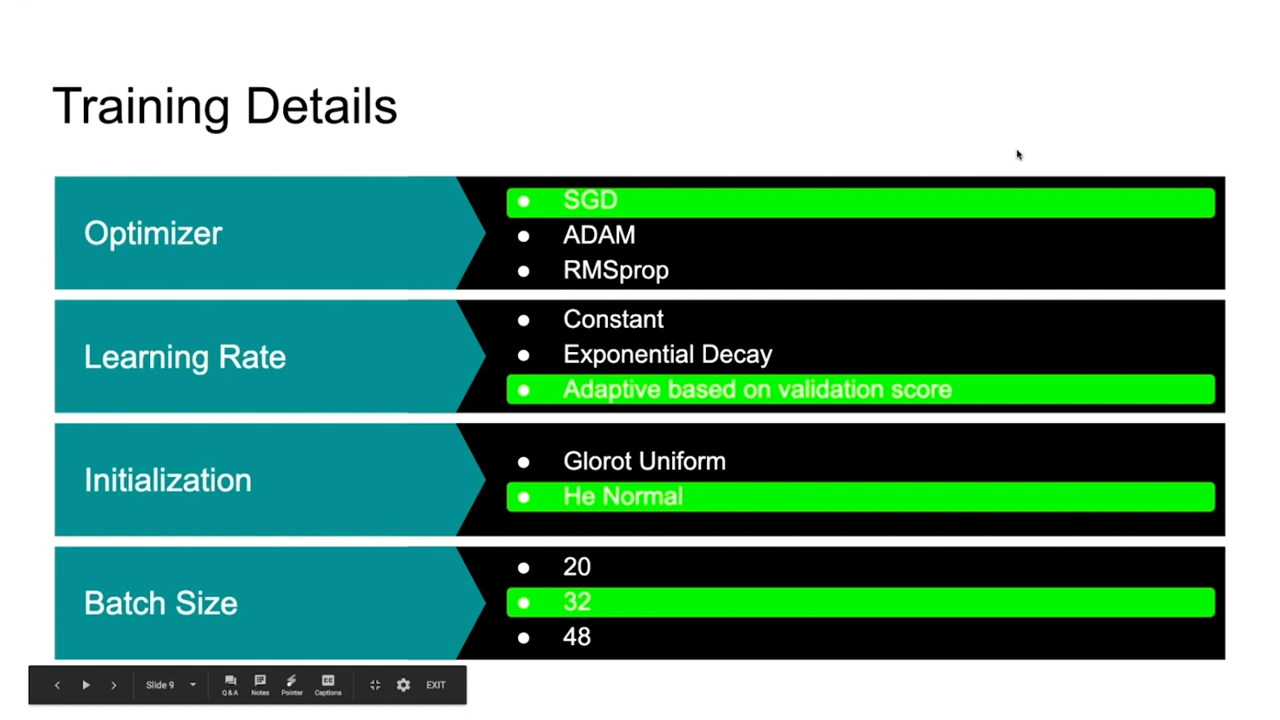 Training Details
Optimizer
● SGD
● ADAM
● RMSprop
Learning Rate
● Constant
● Exponential Decay
● Adaptive based on validation score
Initialization
● Glorot Uniform
● He Normal
Batch Size
● 20
● 32
● 48
Slide 9
Q&A
Notes
Pointer
Captions
EXIT